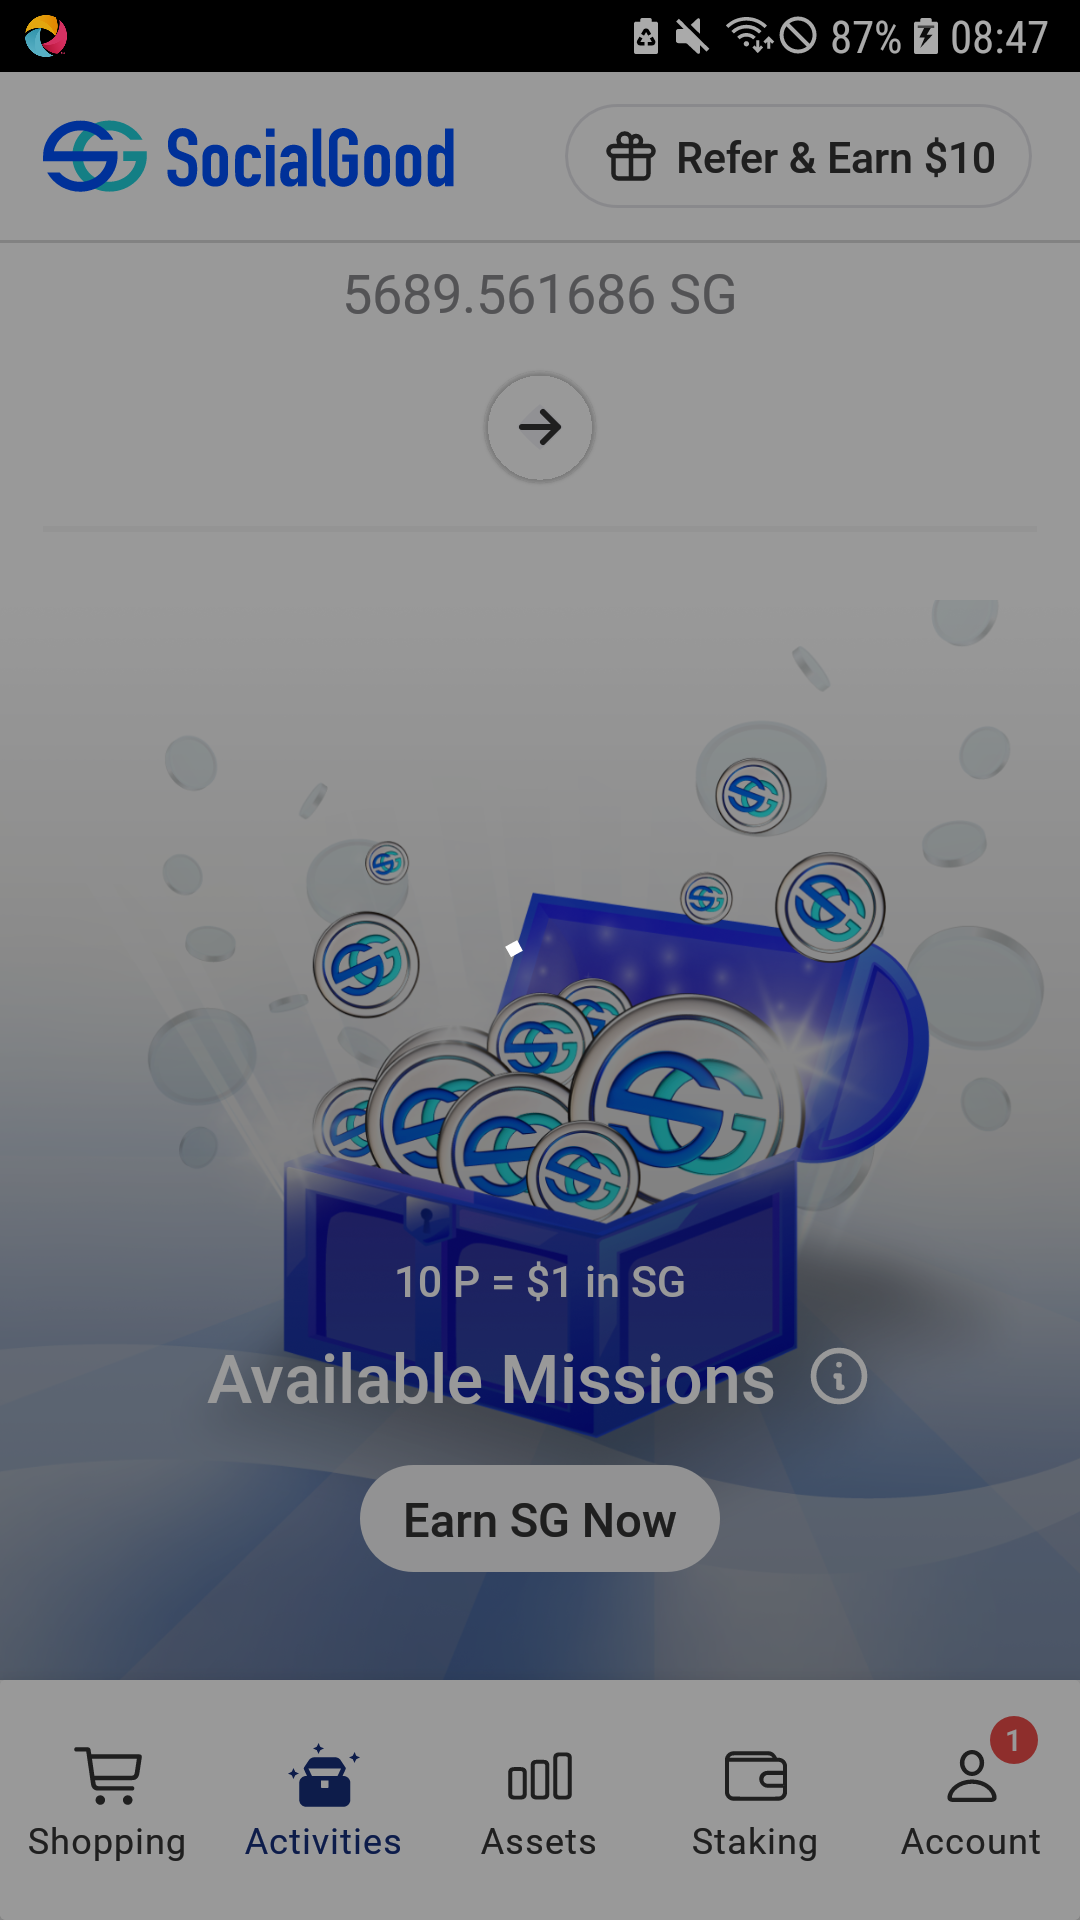 87% 08:47
SocialGood
Refer & Earn $10
5689.561686 SG
10 P = $1 in SG
Available Missions
Earn SG Now
1
Shopping
Activities
Assets
Staking
Account